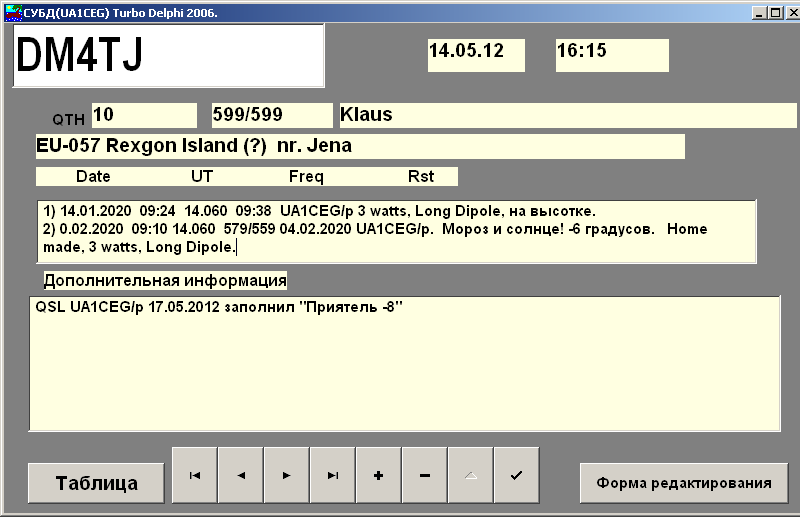 СУБД(UA1CEG) Turbo Delphi 2006.
DM4TJ
14.05.12 16:15
QTH 10 599/599 Klaus
EU-057 Rexgon Island (?) nr. Jena
Date UT Freq Rst
1) 14.01.2020 09:24 14.060 09:38 UA1CEG/p 3 watts, Long Dipole, на высотке.
2) 0.02.2020 09:10 14.060 579/559 04.02.2020 UA1CEG/p. Мороз и солнце! -6 градусов. Home
made, 3 watts, Long Dipole.
Дополнительная информация
QSL UA1CEG/p 17.05.2012 заполнил "Приятель -8"
Таблица
Форма редактирования